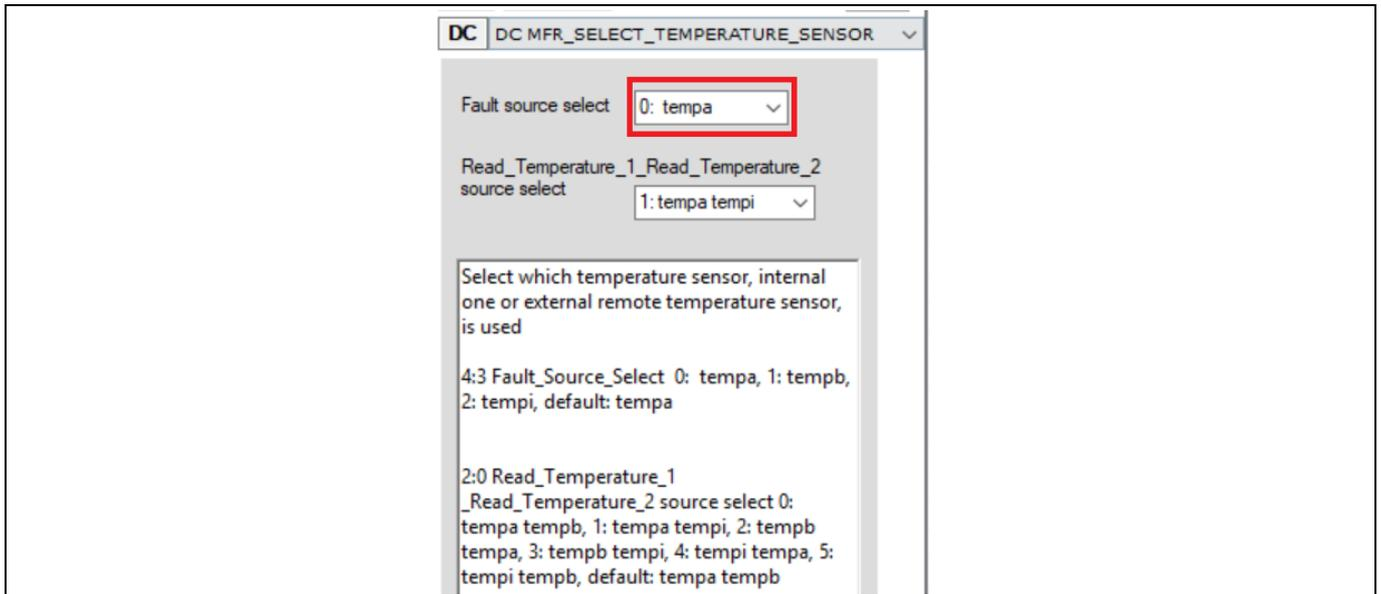 DC DC MFR_SELECT_TEMPERATURE_SENSOR
Fault source select 0: tempa
Read_Temperature_1_Read_Temperature_2
source select
1: tempa tempi
Select which temperature sensor, internal
one or external remote temperature sensor,
is used
4:3 Fault_Source_Select 0: tempa, 1: tempb,
2: tempi, default: tempa
2:0 Read_Temperature_1
_Read_Temperature_2 source select 0:
tempa tempb, 1: tempa tempi, 2: tempb
tempa, 3: tempb tempi, 4: tempi tempa, 5:
tempi tempb, default: tempa tempb